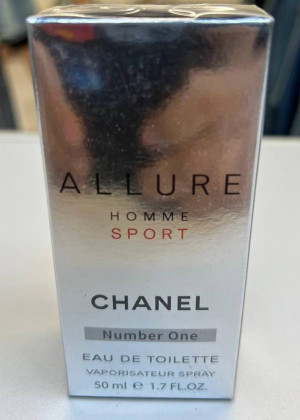 ALLURE
HOMME
SPORT
CHANEL
Number One
EAU DE TOILETTE
VAPORISATEUR SPRAY
50 ml ℮ 1.7 FL.OZ.